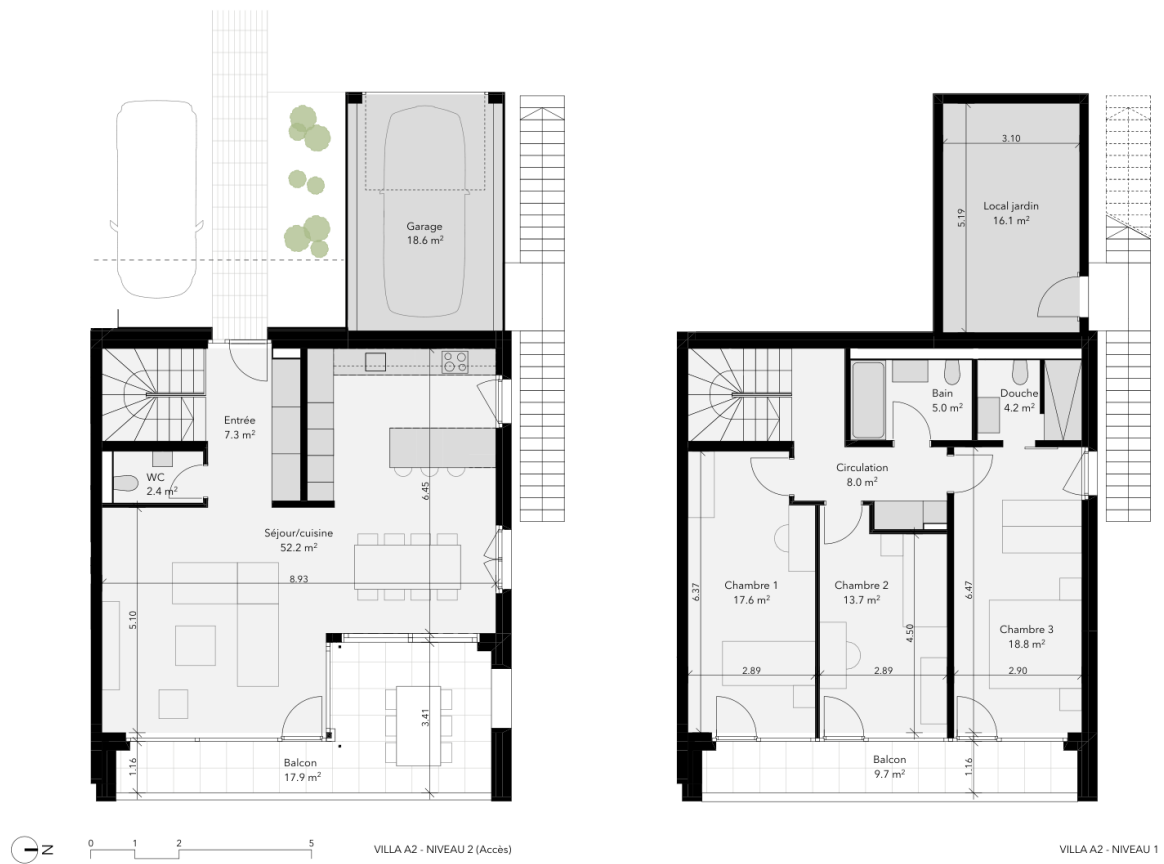 Garage
18.6 m²
Entrée
7.3 m²
WC
2.4 m²
6.45
Séjour/cuisine
52.2 m²
8.93
5.10
3.41
1.16
Balcon
17.9 m²
N
0 1 2 5
VILLA A2 - NIVEAU 2 (Accès)
3.10
Local jardin
16.1 m²
5.19
Bain
5.0 m²
Douche
4.2 m²
Circulation
8.0 m²
Chambre 1
17.6 m²
6.37
2.89
Chambre 2
13.7 m²
4.50
2.89
6.47
Chambre 3
18.8 m²
2.90
Balcon
9.7 m²
1.16
VILLA A2 - NIVEAU 1